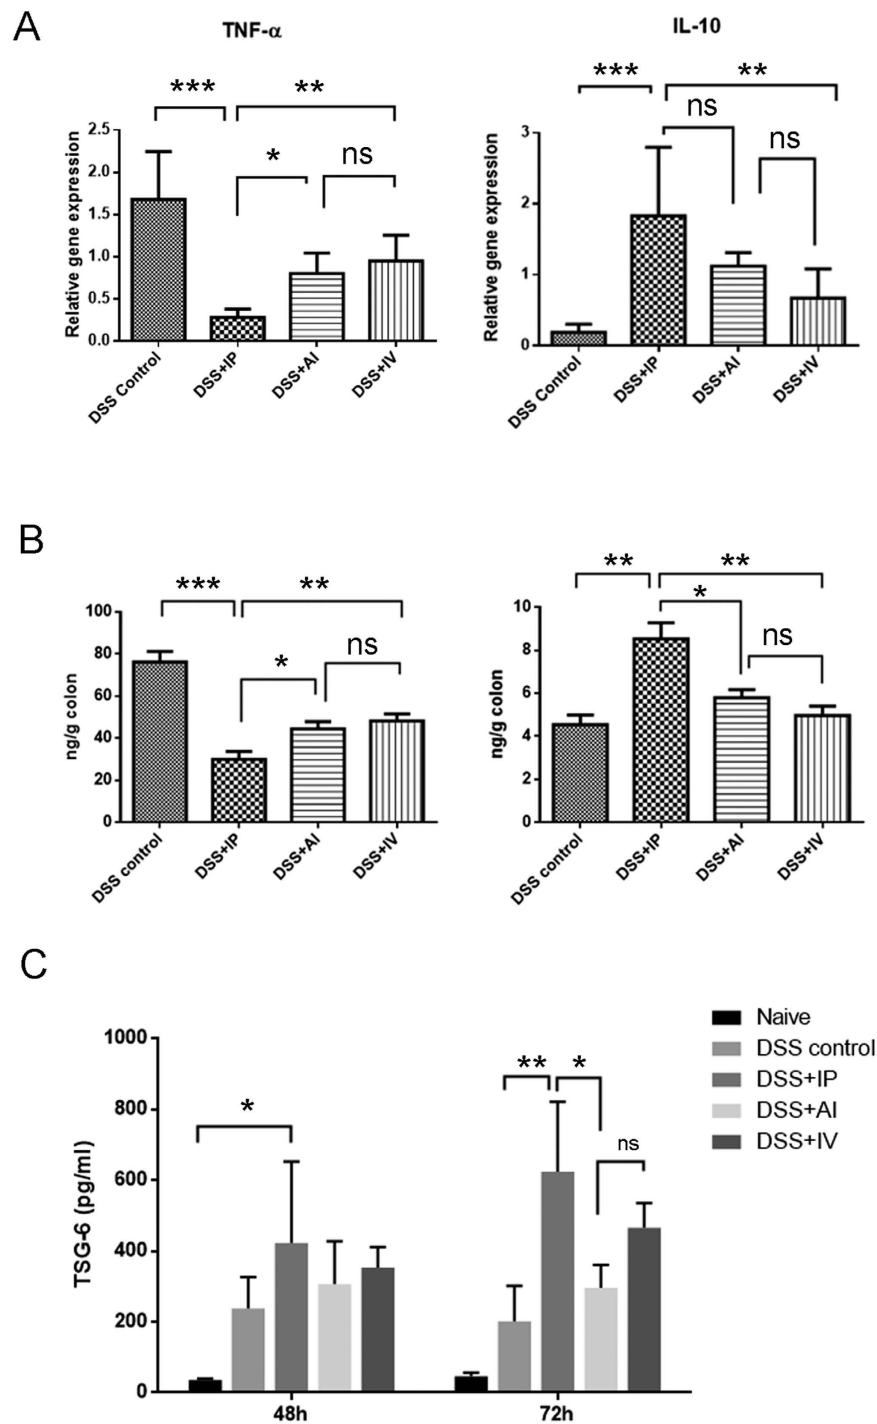 A
TNF-α
IL-10
***
**
*
ns
***
**
ns
ns
Relative gene expression
2.5
2.0
1.5
1.0
0.5
0.0
DSS Control
DSS+IP
DSS+AI
DSS+IV
Relative gene expression
3
2
1
0
DSS Control
DSS+IP
DSS+AI
DSS+IV
B
***
**
*
ns
**
**
*
ns
ng/g colon
100
80
60
40
20
0
DSS control
DSS+IP
DSS+AI
DSS+IV
ng/g colon
10
8
6
4
2
0
DSS control
DSS+IP
DSS+AI
DSS+IV
C
TSG-6 (pg/ml)
1000
800
600
400
200
0
*
**
*
ns
48h
72h
Naive
DSS control
DSS+IP
DSS+AI
DSS+IV